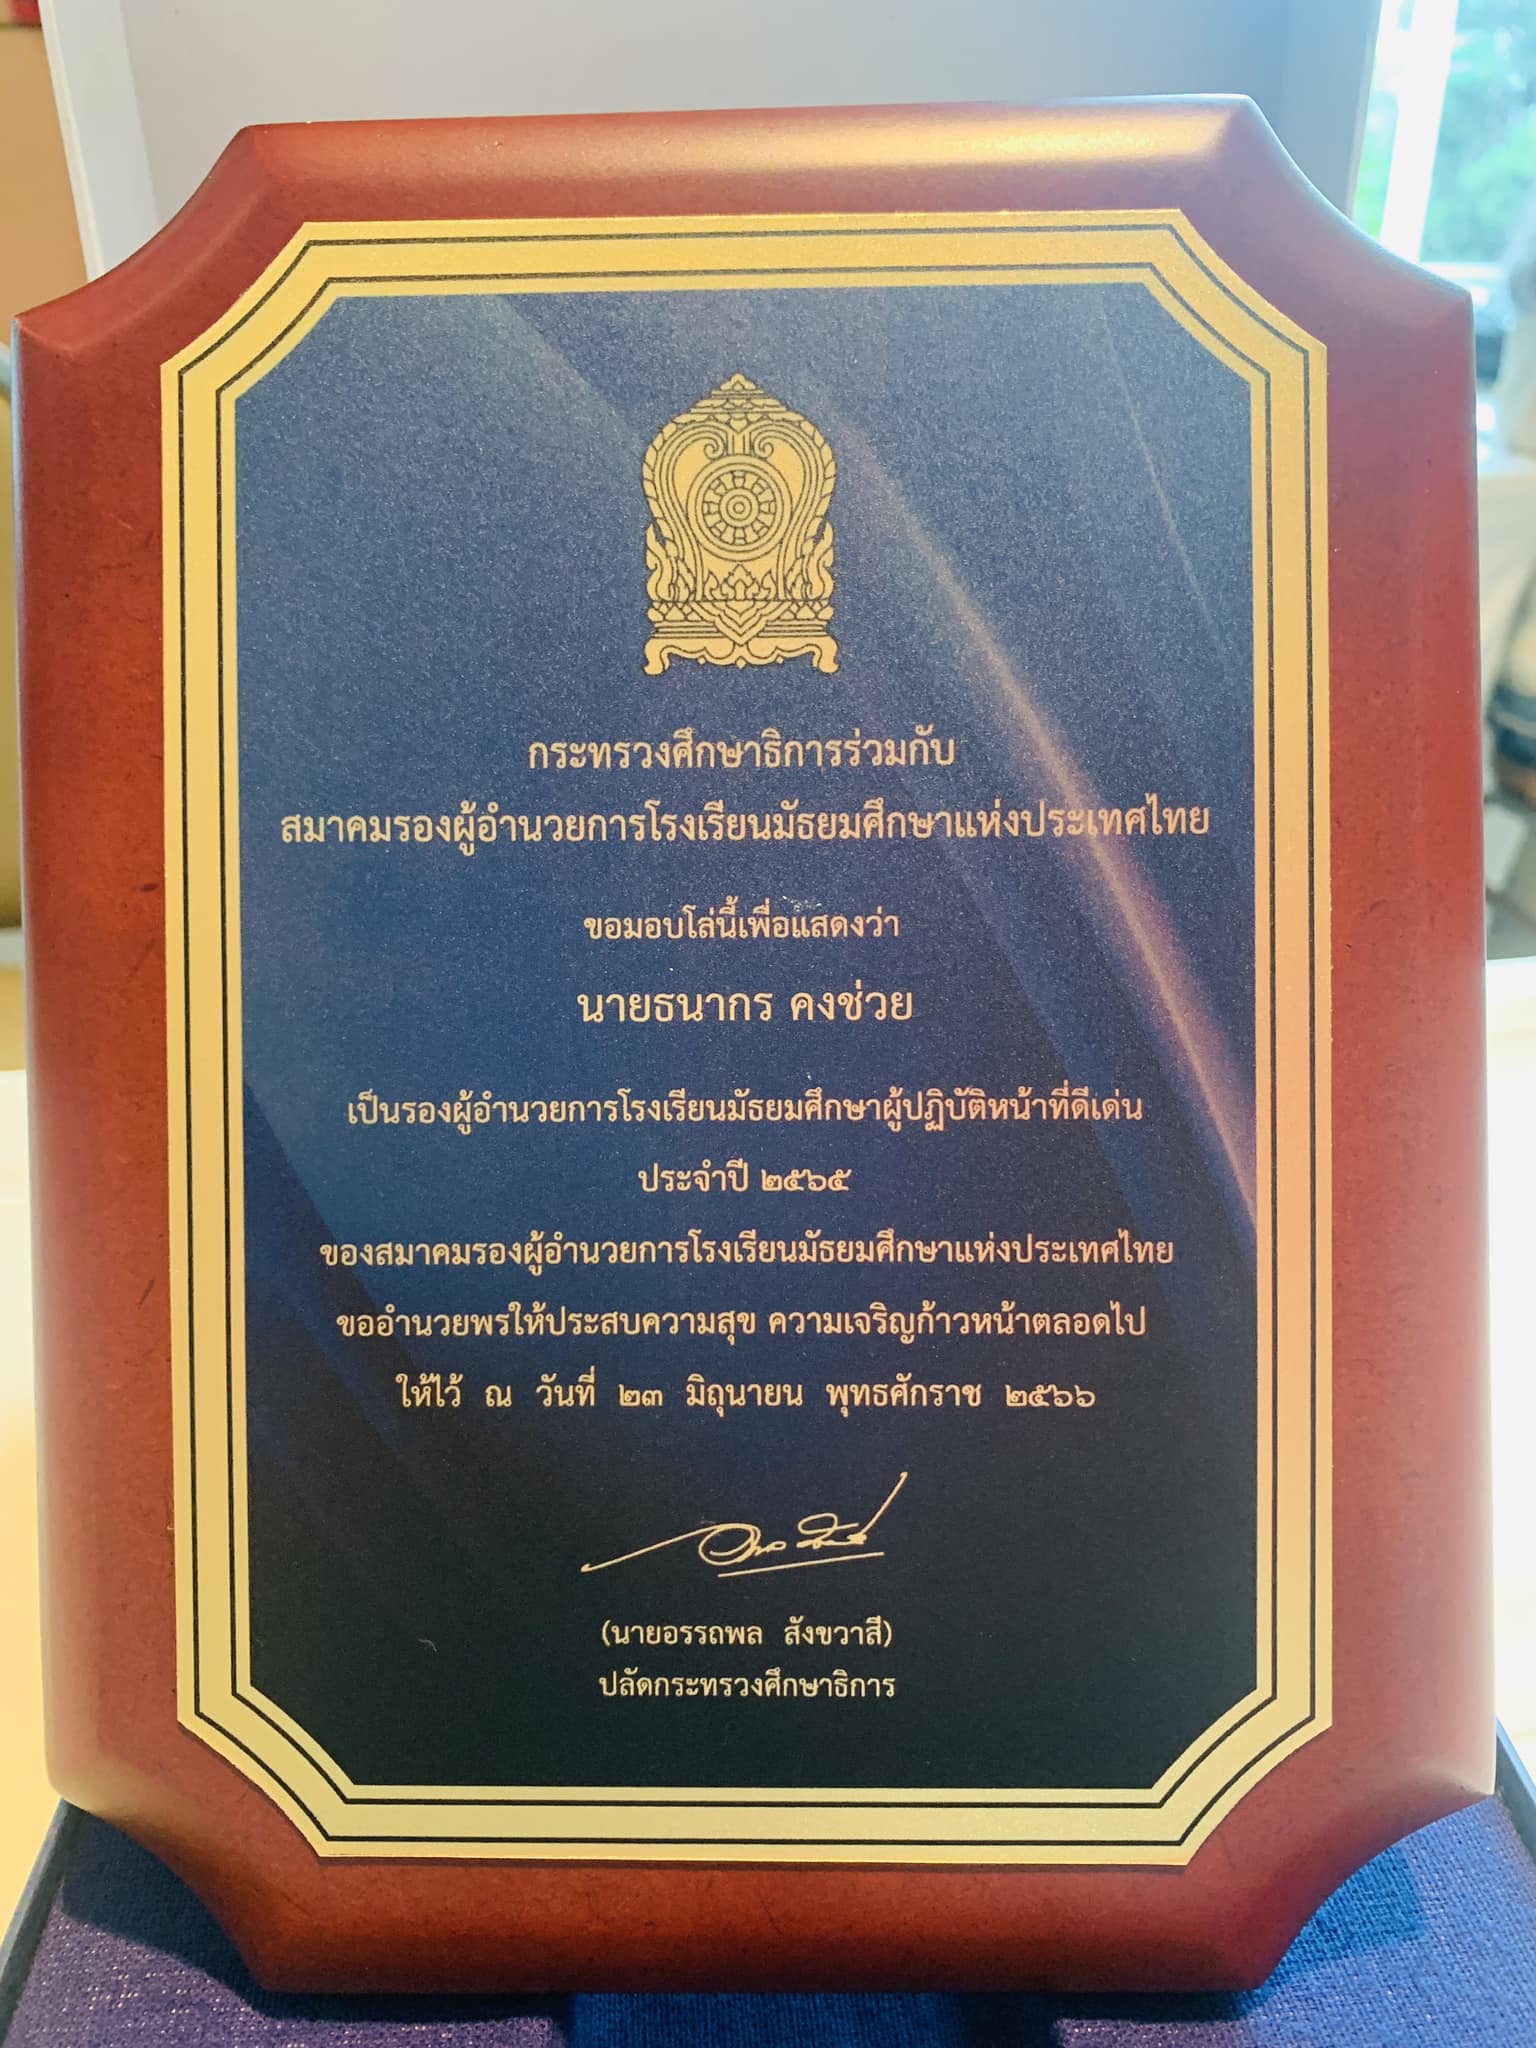 กระทรวงศึกษาธิการร่วมกับ
สมาคมรองผู้อำนวยการโรงเรียนมัธยมศึกษาแห่งประเทศไทย
ขอมอบโล่นี้เพื่อแสดงว่า
นายธนากร คงช่วย
เป็นรองผู้อำนวยการโรงเรียนมัธยมศึกษาผู้ปฏิบัติหน้าที่ดีเด่น
ประจำปี ๒๕๖๕
ของสมาคมรองผู้อำนวยการโรงเรียนมัธยมศึกษาแห่งประเทศไทย
ขออำนวยพรให้ประสบความสุข ความเจริญก้าวหน้าตลอดไป
ให้ไว้ ณ วันที่ ๒๓ มิถุนายน พุทธศักราช ๒๕๖๖
(นายอรรถพล สังขวาสี)
ปลัดกระทรวงศึกษาธิการ